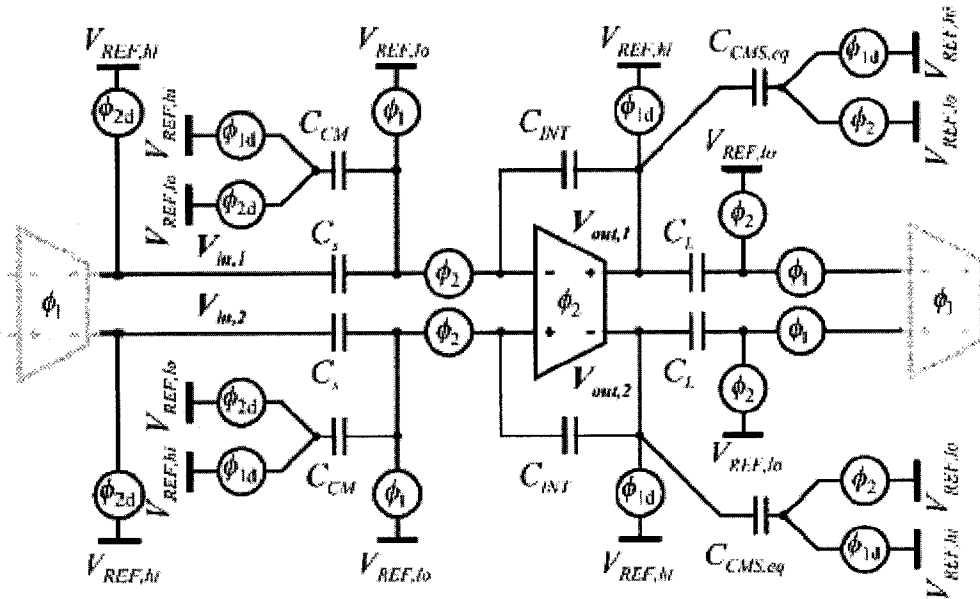 V_REF,hi V_REF,lo V_REF,hi C_CMS,eq ϕ1d V_REF,hi
ϕ2d V_REF,hi ϕ1d C_CM ϕ1 C_INT ϕ1d ϕ2 V_REF,lo
V_REF,lo ϕ2d V_REF,lo
V_in,1 C_s V_out,1 C_L ϕ2
ϕ1 ϕ2 - + ϕ2 ϕ1 ϕ1
V_in,2 ϕ2 + - ϕ1
C_s V_out,2 C_L ϕ2
V_REF,lo ϕ2d
V_REF,hi ϕ1d C_CM C_INT V_REF,lo ϕ2 V_REF,lo
ϕ2d ϕ1 ϕ1d ϕ1d V_REF,hi
V_REF,hi V_REF,lo V_REF,hi C_CMS,eq